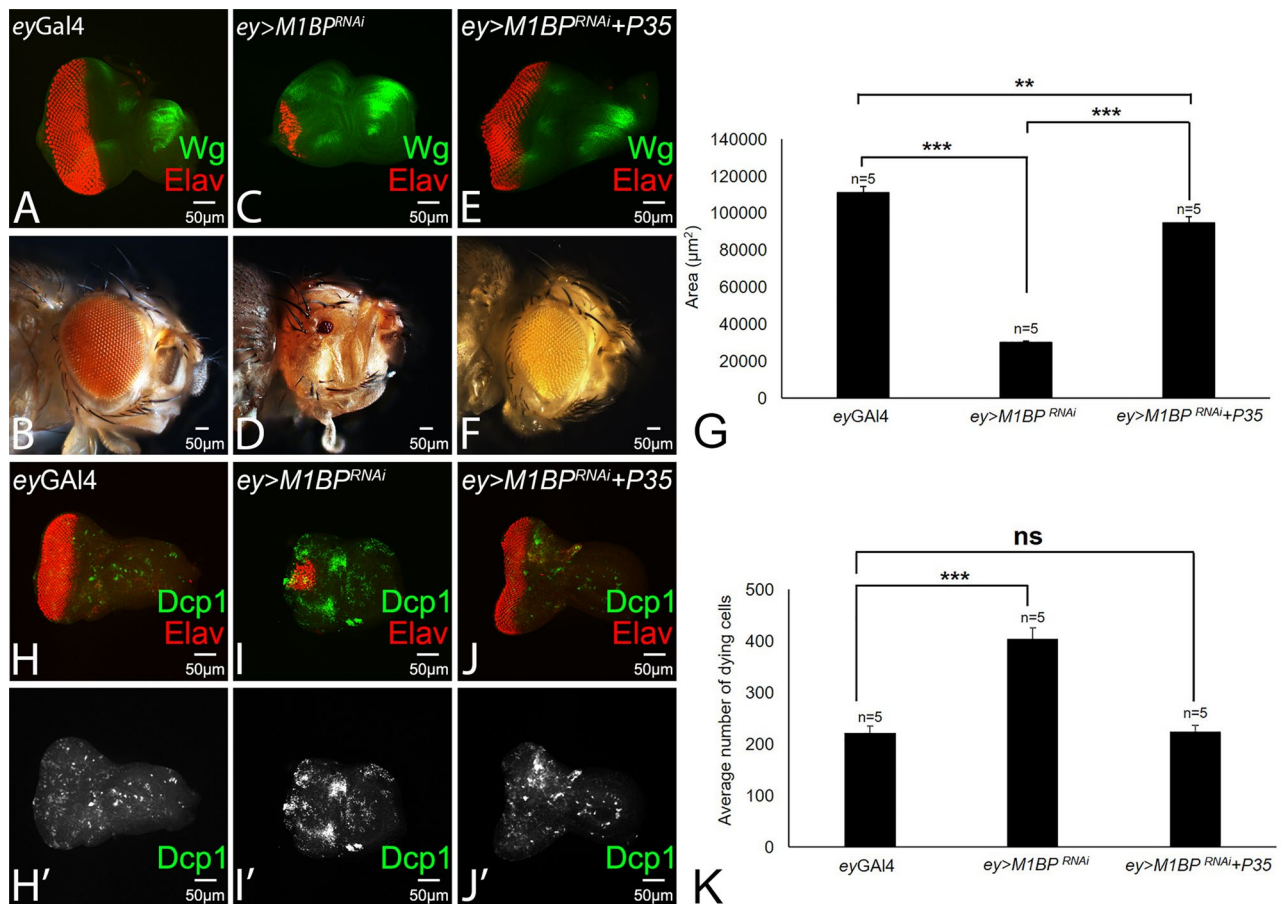 eyGal4
Wg
Elav
A
50µm
ey>M1BP^RNAi
Wg
Elav
C
50µm
ey>M1BP^RNAi+P35
Wg
Elav
E
50µm
B
50µm
D
50µm
F
50µm
**
***
***
140000
120000
100000
80000
60000
40000
20000
0
Area (µm²)
n=5
n=5
n=5
eyGAl4
ey>M1BP RNAi
ey>M1BP RNAi+P35
G
eyGAl4
Dcp1
Elav
H
50µm
ey>M1BP^RNAi
Dcp1
Elav
I
50µm
ey>M1BP^RNAi+P35
Dcp1
Elav
J
50µm
Dcp1
H'
50µm
Dcp1
I'
50µm
Dcp1
J'
50µm
ns
***
500
400
300
200
100
0
Average number of dying cells
n=5
n=5
n=5
eyGAl4
ey>M1BP RNAi
ey>M1BP RNAi+P35
K